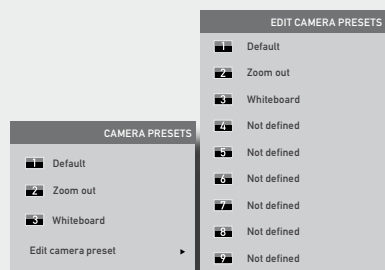 CAMERA PRESETS
1 Default
2 Zoom out
3 Whiteboard
Edit camera preset
EDIT CAMERA PRESETS
1 Default
2 Zoom out
3 Whiteboard
4 Not defined
5 Not defined
6 Not defined
7 Not defined
8 Not defined
9 Not defined